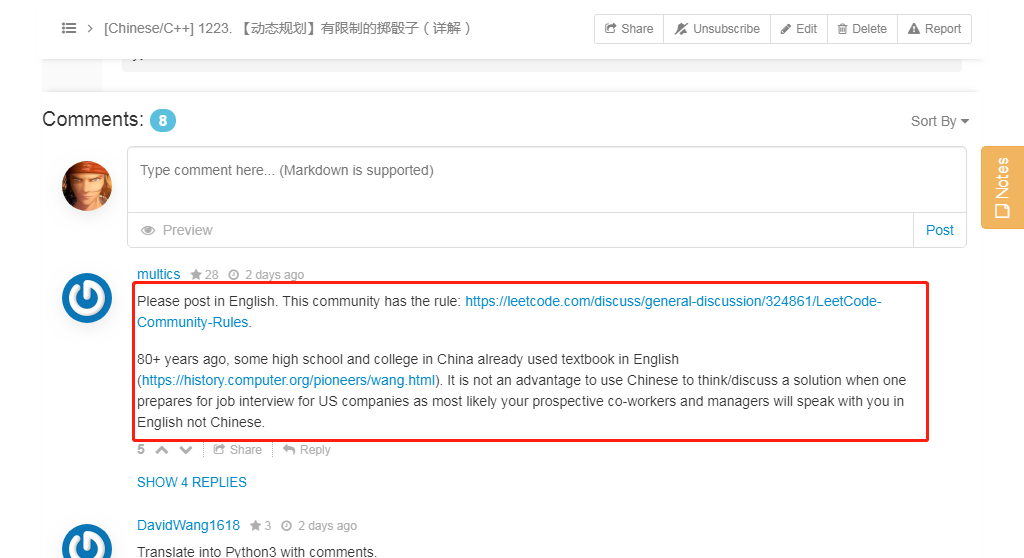 [Chinese/C++] 1223. 【动态规划】有限制的掷骰子（详解）
Share Unsubscribe Edit Delete Report
Comments: 8
Sort By
Type comment here... (Markdown is supported)
Notes
Preview
Post
multics 28 2 days ago
Please post in English. This community has the rule: https://leetcode.com/discuss/general-discussion/324861/LeetCode-
Community-Rules.
80+ years ago, some high school and college in China already used textbook in English
(https://history.computer.org/pioneers/wang.html). It is not an advantage to use Chinese to think/discuss a solution when one
prepares for job interview for US companies as most likely your prospective co-workers and managers will speak with you in
English not Chinese.
5 Share Reply
SHOW 4 REPLIES
DavidWang1618 3 2 days ago
Translate into Python3 with comments.